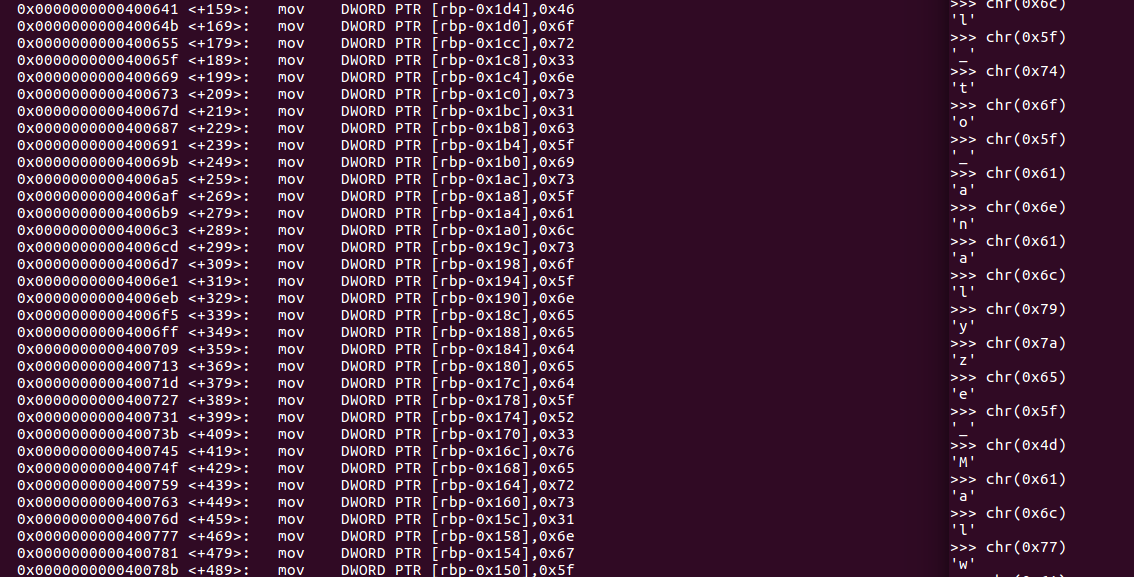 0x0000000000400641 <+159>: mov DWORD PTR [rbp-0x1d4],0x46
0x000000000040064b <+169>: mov DWORD PTR [rbp-0x1d0],0x6f
0x0000000000400655 <+179>: mov DWORD PTR [rbp-0x1cc],0x72
0x000000000040065f <+189>: mov DWORD PTR [rbp-0x1c8],0x33
0x0000000000400669 <+199>: mov DWORD PTR [rbp-0x1c4],0x6e
0x0000000000400673 <+209>: mov DWORD PTR [rbp-0x1c0],0x73
0x000000000040067d <+219>: mov DWORD PTR [rbp-0x1bc],0x31
0x0000000000400687 <+229>: mov DWORD PTR [rbp-0x1b8],0x63
0x0000000000400691 <+239>: mov DWORD PTR [rbp-0x1b4],0x5f
0x000000000040069b <+249>: mov DWORD PTR [rbp-0x1b0],0x69
0x00000000004006a5 <+259>: mov DWORD PTR [rbp-0x1ac],0x73
0x00000000004006af <+269>: mov DWORD PTR [rbp-0x1a8],0x5f
0x00000000004006b9 <+279>: mov DWORD PTR [rbp-0x1a4],0x61
0x00000000004006c3 <+289>: mov DWORD PTR [rbp-0x1a0],0x6c
0x00000000004006cd <+299>: mov DWORD PTR [rbp-0x19c],0x73
0x00000000004006d7 <+309>: mov DWORD PTR [rbp-0x198],0x6f
0x00000000004006e1 <+319>: mov DWORD PTR [rbp-0x194],0x5f
0x00000000004006eb <+329>: mov DWORD PTR [rbp-0x190],0x6e
0x00000000004006f5 <+339>: mov DWORD PTR [rbp-0x18c],0x65
0x00000000004006ff <+349>: mov DWORD PTR [rbp-0x188],0x65
0x0000000000400709 <+359>: mov DWORD PTR [rbp-0x184],0x64
0x0000000000400713 <+369>: mov DWORD PTR [rbp-0x180],0x65
0x000000000040071d <+379>: mov DWORD PTR [rbp-0x17c],0x64
0x0000000000400727 <+389>: mov DWORD PTR [rbp-0x178],0x5f
0x0000000000400731 <+399>: mov DWORD PTR [rbp-0x174],0x52
0x000000000040073b <+409>: mov DWORD PTR [rbp-0x170],0x33
0x0000000000400745 <+419>: mov DWORD PTR [rbp-0x16c],0x76
0x000000000040074f <+429>: mov DWORD PTR [rbp-0x168],0x65
0x0000000000400759 <+439>: mov DWORD PTR [rbp-0x164],0x72
0x0000000000400763 <+449>: mov DWORD PTR [rbp-0x160],0x73
0x000000000040076d <+459>: mov DWORD PTR [rbp-0x15c],0x31
0x0000000000400777 <+469>: mov DWORD PTR [rbp-0x158],0x6e
0x0000000000400781 <+479>: mov DWORD PTR [rbp-0x154],0x67
0x000000000040078b <+489>: mov DWORD PTR [rbp-0x150],0x5f
>>> chr(0x6c)
'l'
>>> chr(0x5f)
'_'
>>> chr(0x74)
't'
>>> chr(0x6f)
'o'
>>> chr(0x5f)
'_'
>>> chr(0x61)
'a'
>>> chr(0x6e)
'n'
>>> chr(0x61)
'a'
>>> chr(0x6c)
'l'
>>> chr(0x79)
'y'
>>> chr(0x7a)
'z'
>>> chr(0x65)
'e'
>>> chr(0x5f)
'_'
>>> chr(0x4d)
'M'
>>> chr(0x61)
'a'
>>> chr(0x6c)
'l'
>>> chr(0x77)
'w'